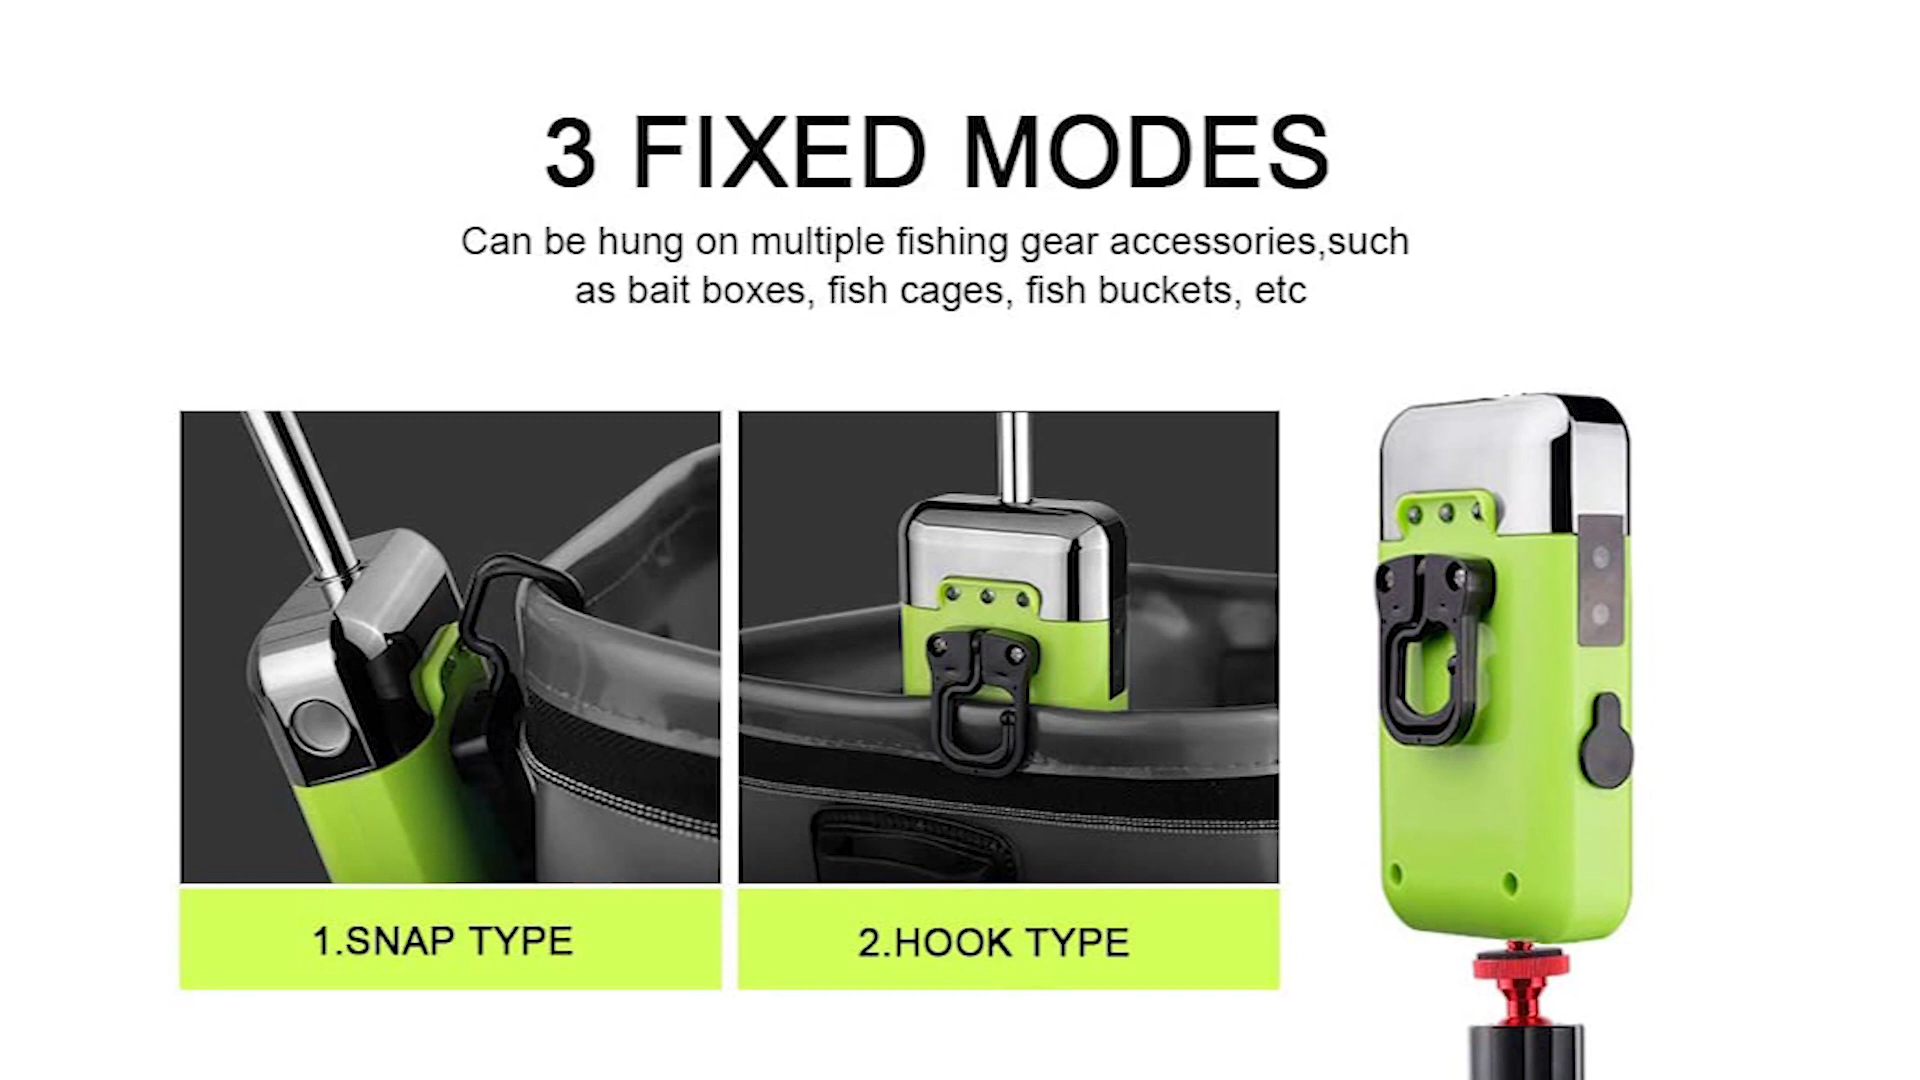 3 FIXED MODES
Can be hung on multiple fishing gear accessories,such
as bait boxes, fish cages, fish buckets, etc
1.SNAP TYPE
2.HOOK TYPE